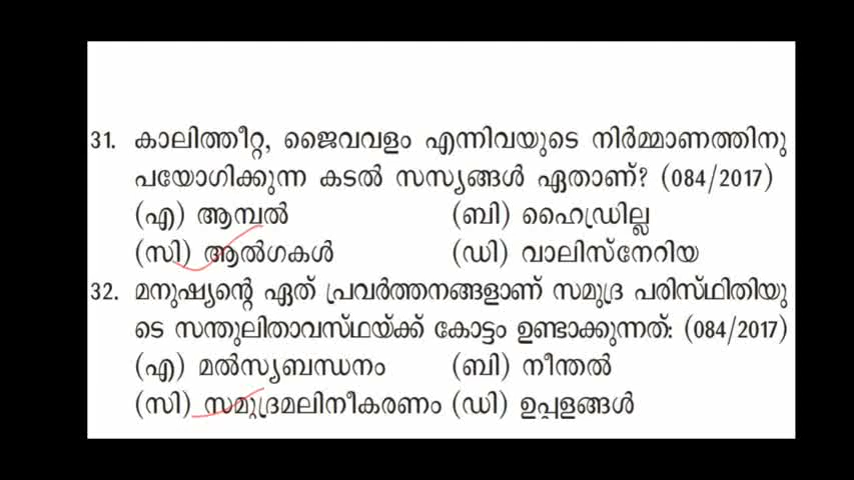 31. കാലിത്തീറ്റ, ജൈവവളം എന്നിവയുടെ നിർമ്മാണത്തിനു
പയോഗിക്കുന്ന കടൽ സസ്യങ്ങൾ ഏതാണ്? (084/2017)
(എ) ആമ്പൽ (ബി) ഹൈഡ്രില്ല
(സി) ആൽഗകൾ (ഡി) വാലിസ്നേറിയ
32. മനുഷ്യന്റെ ഏത് പ്രവർത്തനങ്ങളാണ് സമുദ്ര പരിസ്ഥിതിയു
ടെ സന്തുലിതാവസ്ഥയ്ക്ക് കോട്ടം ഉണ്ടാക്കുന്നത്: (084/2017)
(എ) മൽസ്യബന്ധനം (ബി) നീന്തൽ
(സി) സമുദ്രമലിനീകരണം (ഡി) ഉപ്പളങ്ങൾ